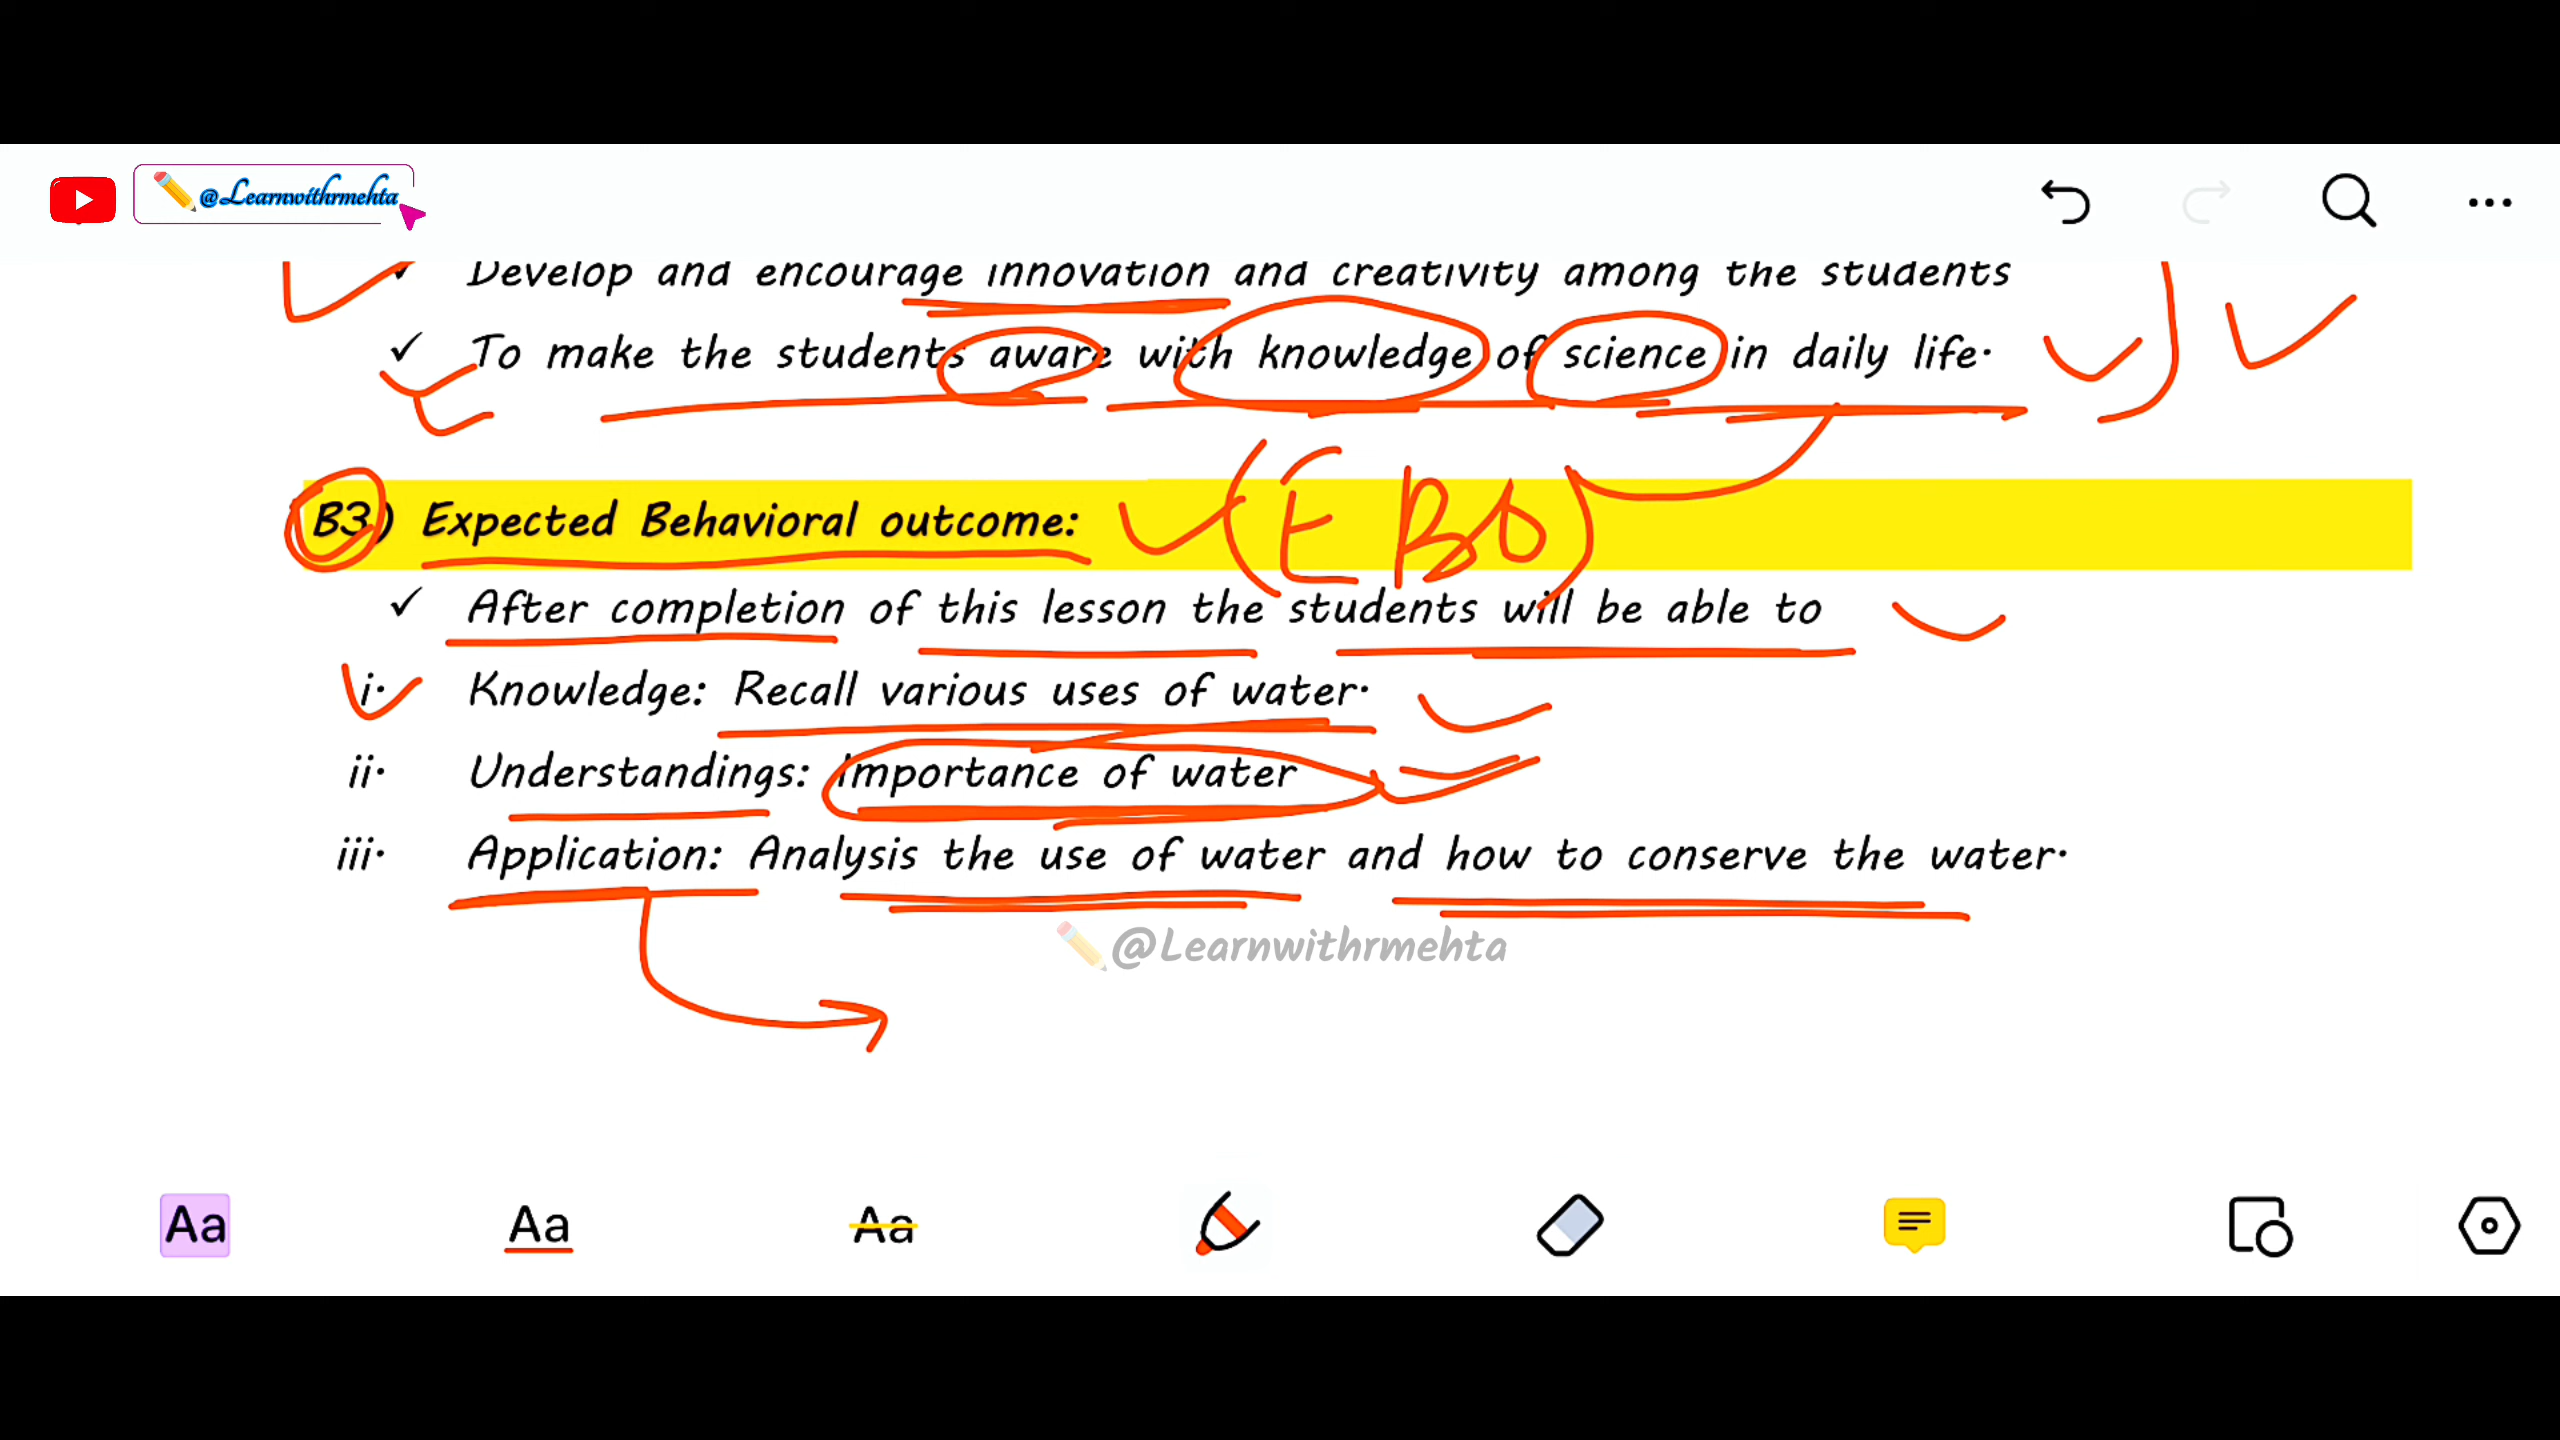 @Learnwithrmehta
Develop and encourage innovation and creativity among the students
✓ To make the students aware with knowledge of science in daily life.
B3) Expected Behavioral outcome: (EBO)
✓ After completion of this lesson the students will be able to
i. Knowledge: Recall various uses of water.
ii. Understandings: Importance of water
iii. Application: Analysis the use of water and how to conserve the water.
@Learnwithrmehta
Aa Aa Aa